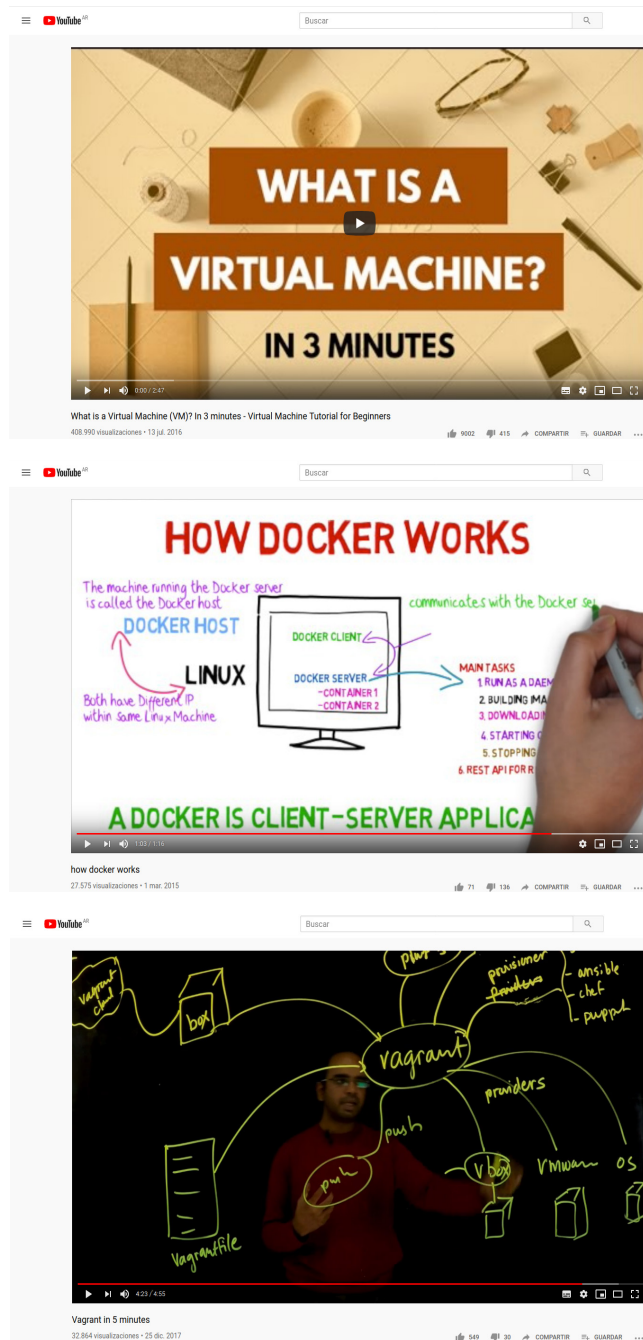 YouTube AR
Buscar
WHAT IS A
VIRTUAL MACHINE?
IN 3 MINUTES
0:00 / 2:47
What is a Virtual Machine (VM)? In 3 minutes - Virtual Machine Tutorial for Beginners
408.990 visualizaciones • 13 jul. 2016
9002 415 COMPARTIR GUARDAR ...
YouTube AR
Buscar
HOW DOCKER WORKS
The machine running the Docker server
is called the Docker host
DOCKER HOST
LINUX
Both have Different IP
within same Linux Machine
DOCKER CLIENT
DOCKER SERVER
-CONTAINER 1
-CONTAINER 2
communicates with the Docker se
MAIN TASKS
1 RUN AS A DAEM
2. BUILDING IMA
3. DOWNLOADI
4. STARTING
5. STOPPING
6. REST API FOR R
A DOCKER IS CLIENT-SERVER APPLICA
1:03 / 1:16
how docker works
27.575 visualizaciones • 1 mar. 2015
71 136 COMPARTIR GUARDAR ...
YouTube AR
Buscar
vagrant
cloud
box
provisioner
providers
- ansible
- chef
- puppet
vagrant
providers
push
push
vbox
vmware
os
Vagrantfile
4:23 / 4:55
Vagrant in 5 minutes
32.864 visualizaciones • 25 dic. 2017
549 30 COMPARTIR GUARDAR ...